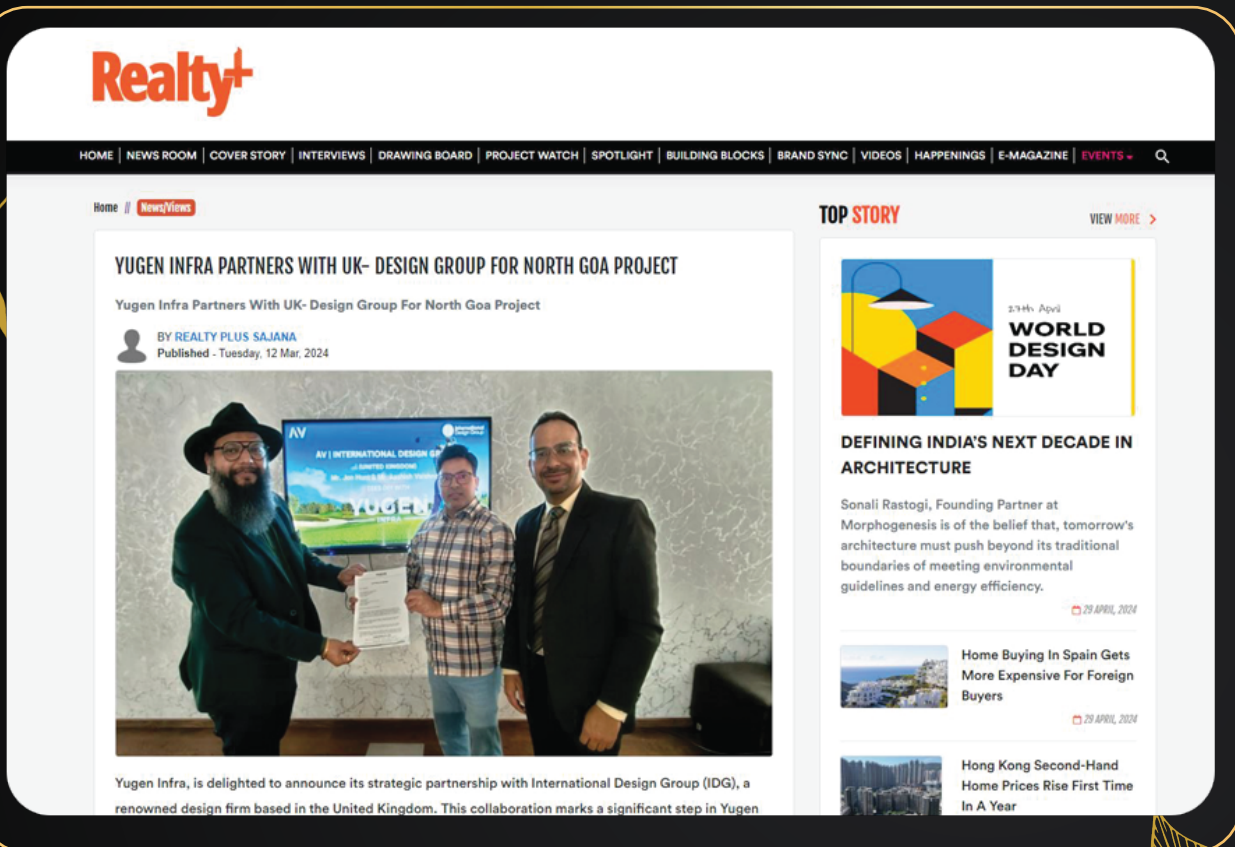 Realty+
HOME | NEWS ROOM | COVER STORY | INTERVIEWS | DRAWING BOARD | PROJECT WATCH | SPOTLIGHT | BUILDING BLOCKS | BRAND SYNC | VIDEOS | HAPPENINGS | E-MAGAZINE | EVENTS
Home // News/Views
YUGEN INFRA PARTNERS WITH UK- DESIGN GROUP FOR NORTH GOA PROJECT
Yugen Infra Partners With UK- Design Group For North Goa Project
BY REALTY PLUS SAJANA
Published - Tuesday, 12 Mar, 2024
AV
International
Design Group
AV | INTERNATIONAL DESIGN
(UNITED KINGDOM)
YUGEN
INFRA
Yugen Infra, is delighted to announce its strategic partnership with International Design Group (IDG), a
renowned design firm based in the United Kingdom. This collaboration marks a significant step in Yugen
TOP STORY
VIEW MORE
27th April
WORLD
DESIGN
DAY
DEFINING INDIA'S NEXT DECADE IN
ARCHITECTURE
Sonali Rastogi, Founding Partner at
Morphogenesis is of the belief that, tomorrow's
architecture must push beyond its traditional
boundaries of meeting environmental
guidelines and energy efficiency.
29 APRIL, 2024
Home Buying In Spain Gets
More Expensive For Foreign
Buyers
29 APRIL, 2024
Hong Kong Second-Hand
Home Prices Rise First Time
In A Year